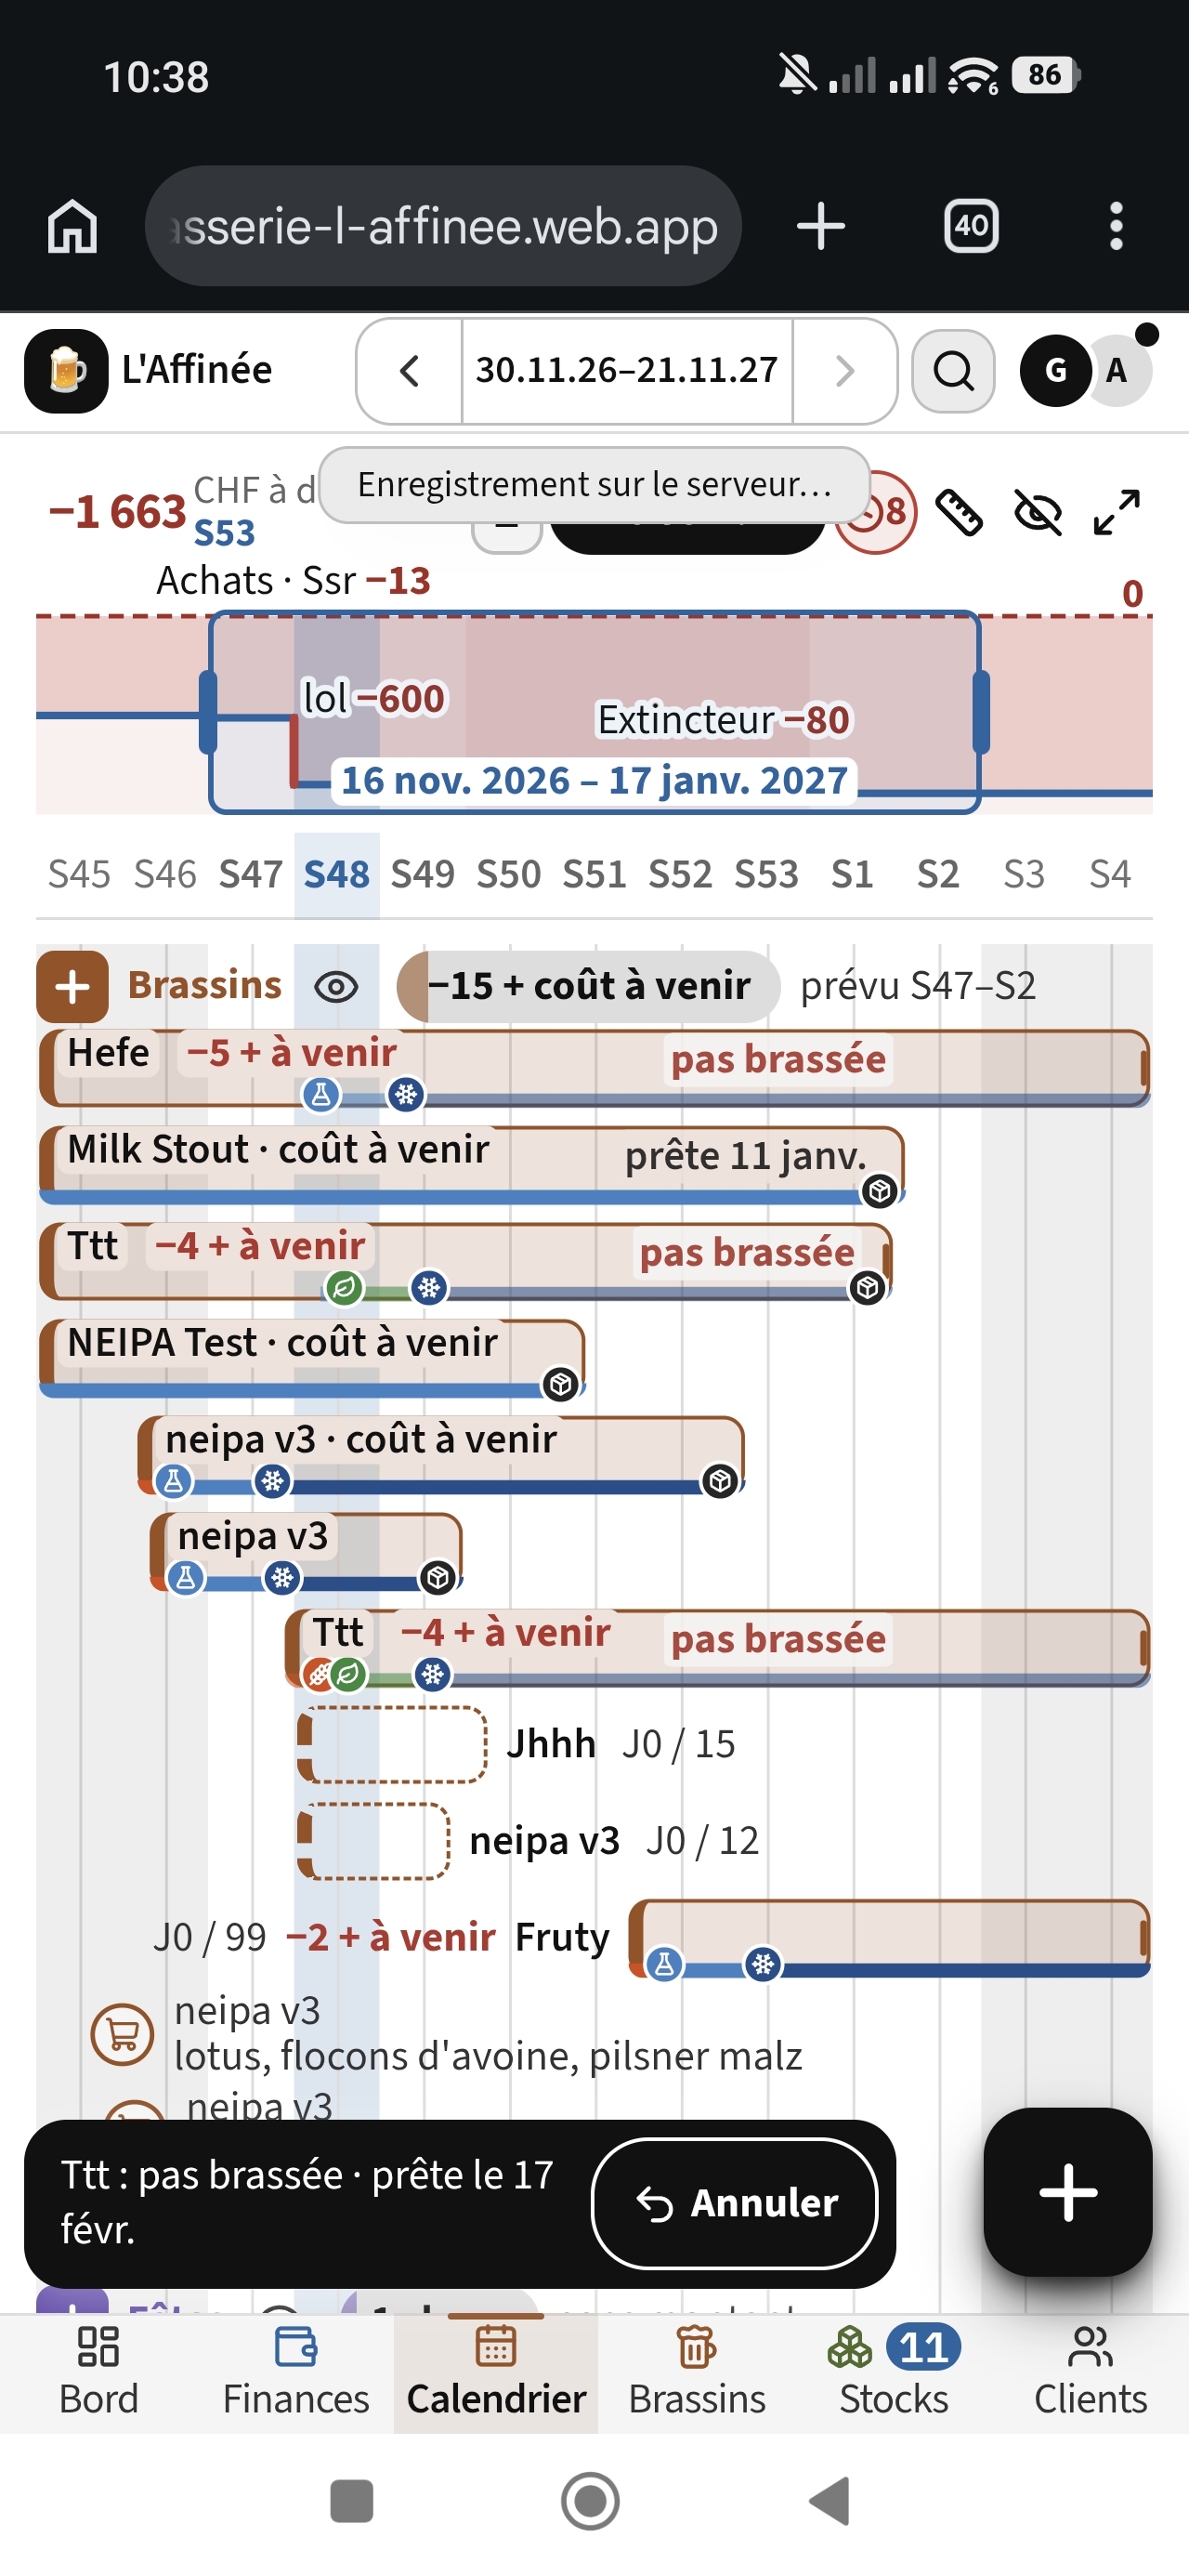 10:38
86
6
asserie-l-affinee.web.app
40
L'Affinée
30.11.26–21.11.27
G
A
Enregistrement sur le serveur…
−1 663
CHF à d
S53
8
Achats · Ssr −13
0
lol −600
Extincteur −80
16 nov. 2026 – 17 janv. 2027
S45 S46 S47 S48 S49 S50 S51 S52 S53 S1 S2 S3 S4
Brassins
−15 + coût à venir
prévu S47–S2
Hefe −5 + à venir pas brassée
Milk Stout · coût à venir prête 11 janv.
Ttt −4 + à venir pas brassée
NEIPA Test · coût à venir
neipa v3 · coût à venir
neipa v3
Ttt −4 + à venir pas brassée
Jhhh J0 / 15
neipa v3 J0 / 12
J0 / 99 −2 + à venir Fruty
neipa v3
lotus, flocons d'avoine, pilsner malz
neipa v3
Ttt : pas brassée · prête le 17
févr.
Annuler
Bord
Finances
Calendrier
Brassins
11
Stocks
Clients